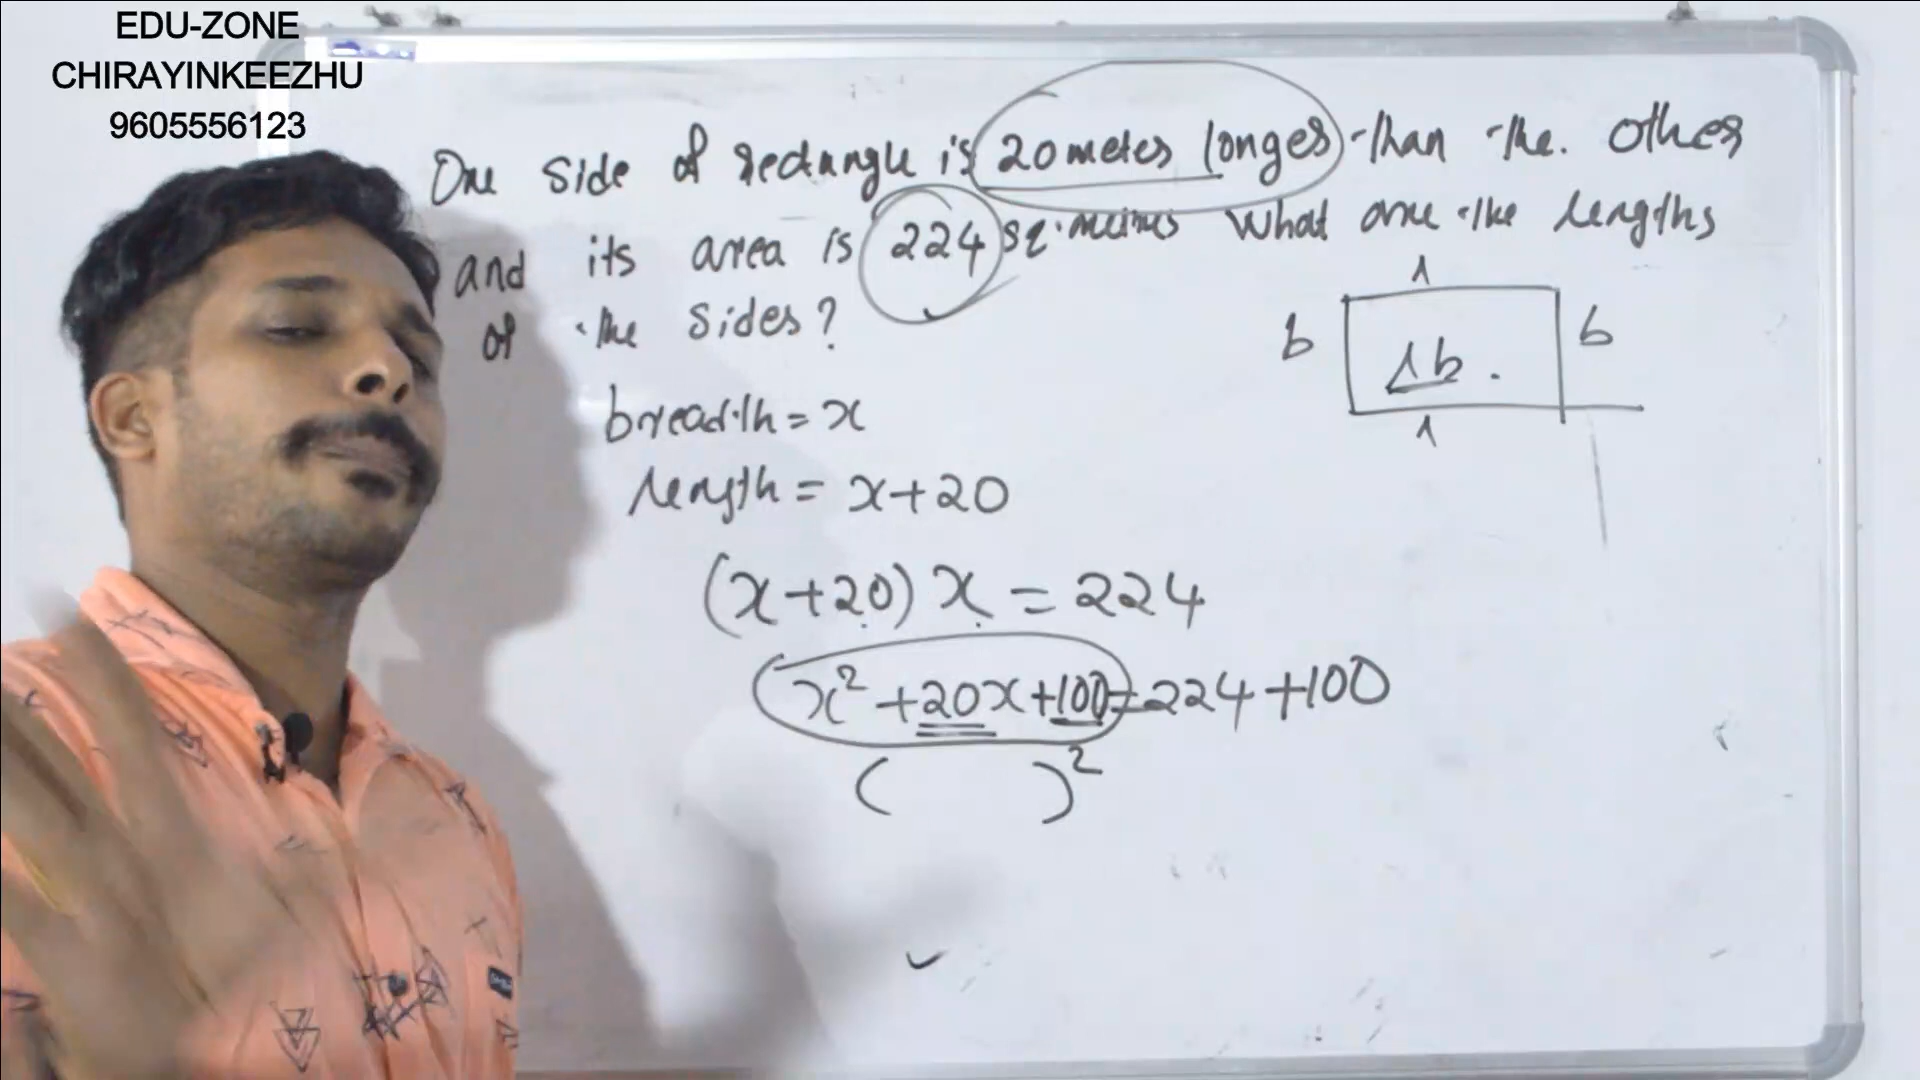 EDU-ZONE
CHIRAYINKEEZHU
9605556123
One side of rectangle is 20 meter longer than the. other
and its area is 224 sq. meters What are the lengths
of the sides?
l
b b
lb.
l
breadth = x
length = x+20
(x+20) x = 224
x² +20x+100=224+100
( )²